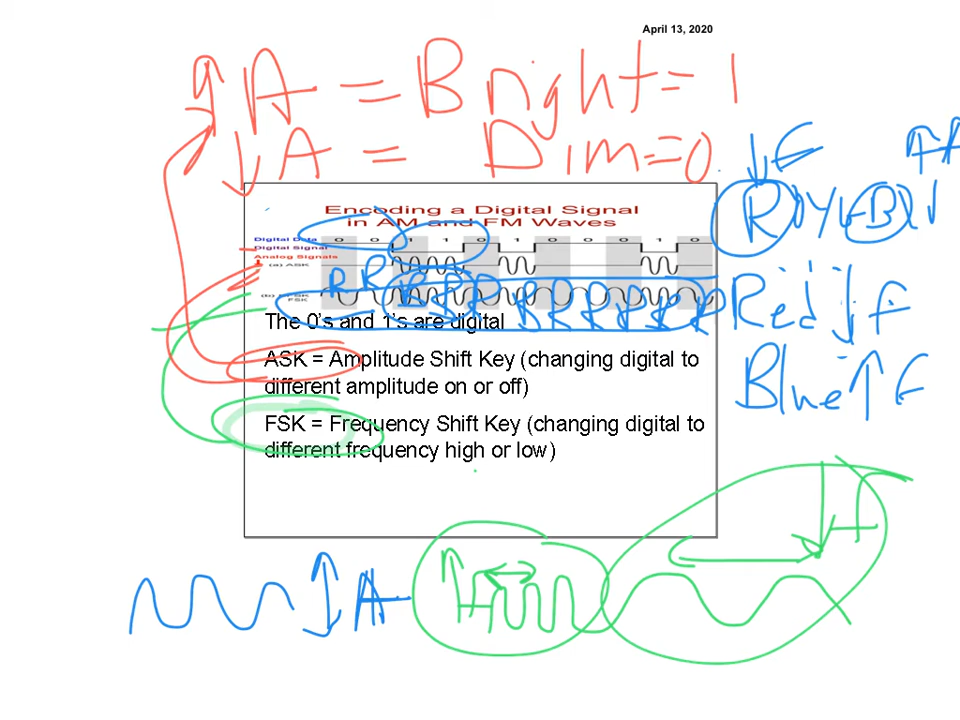 April 13, 2020
↑A = Bright = 1
↓A = Dim = 0
↓F
R
Encoding a Digital Signal
in AM and FM Waves
Digital Data 0 0 1 1 0 1 0 0 0 1 0
Digital Signal
Analog Signals
(a) ASK
FSK
R R B B R B R R R B R
Red ↓ F
Blue ↑ F
The 0's and 1's are digital
ASK = Amplitude Shift Key (changing digital to
different amplitude on or off)
FSK = Frequency Shift Key (changing digital to
different frequency high or low)
↕ A
↑F
↓F